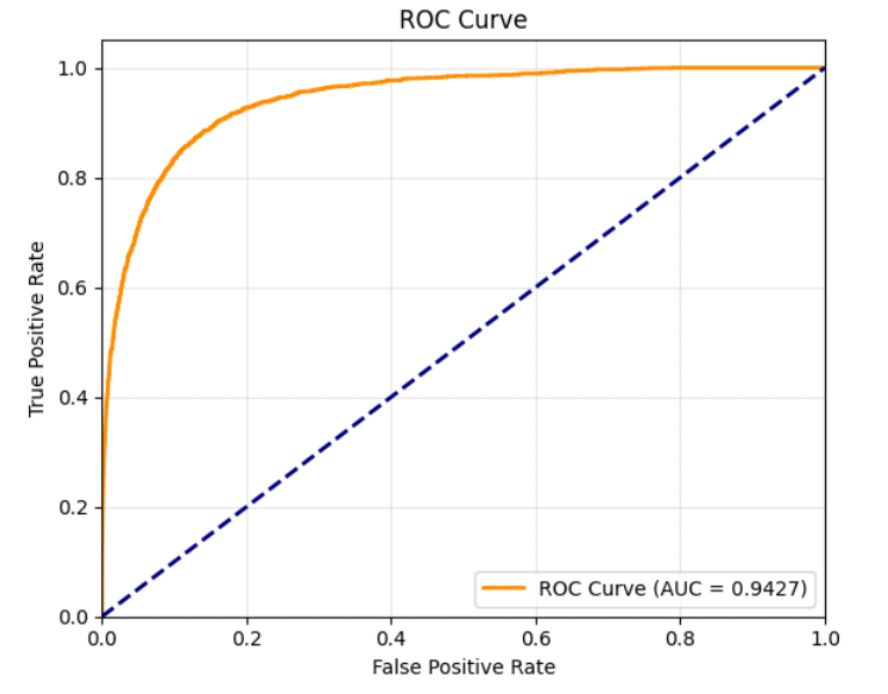 ROC Curve
True Positive Rate
1.0
0.8
0.6
0.4
0.2
0.0
0.0 0.2 0.4 0.6 0.8 1.0
False Positive Rate
ROC Curve (AUC = 0.9427)